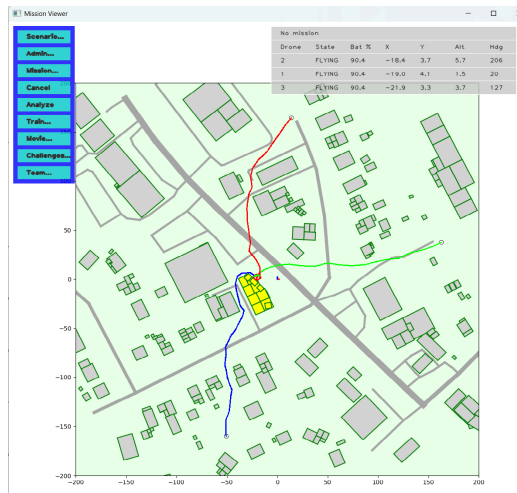 Mission Viewer
Scenario...
Admin...
Mission...
Cancel
Analyze
Train...
Movie...
Challenges...
Team...
No mission
Drone State Bat % X Y Alt. Hdg
2 FLYING 90.4 −18.4 3.7 5.7 206
1 FLYING 90.4 −19.0 4.1 1.5 20
3 FLYING 90.4 −21.9 3.3 3.7 127
50
0
−50
−100
−150
−200
−200 −150 −100 −50 0 50 100 150 200